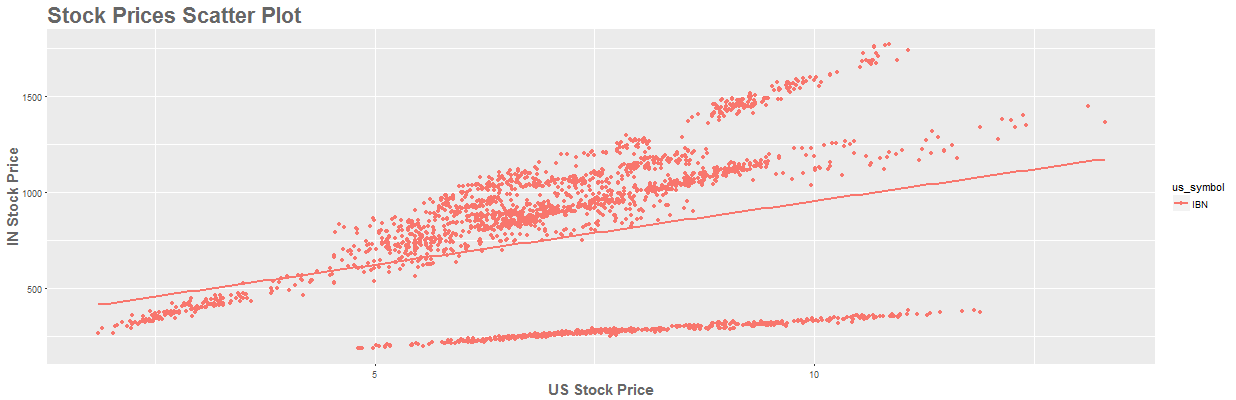 Stock Prices Scatter Plot
IN Stock Price
1500
1000
500
5
10
US Stock Price
us_symbol
IBN